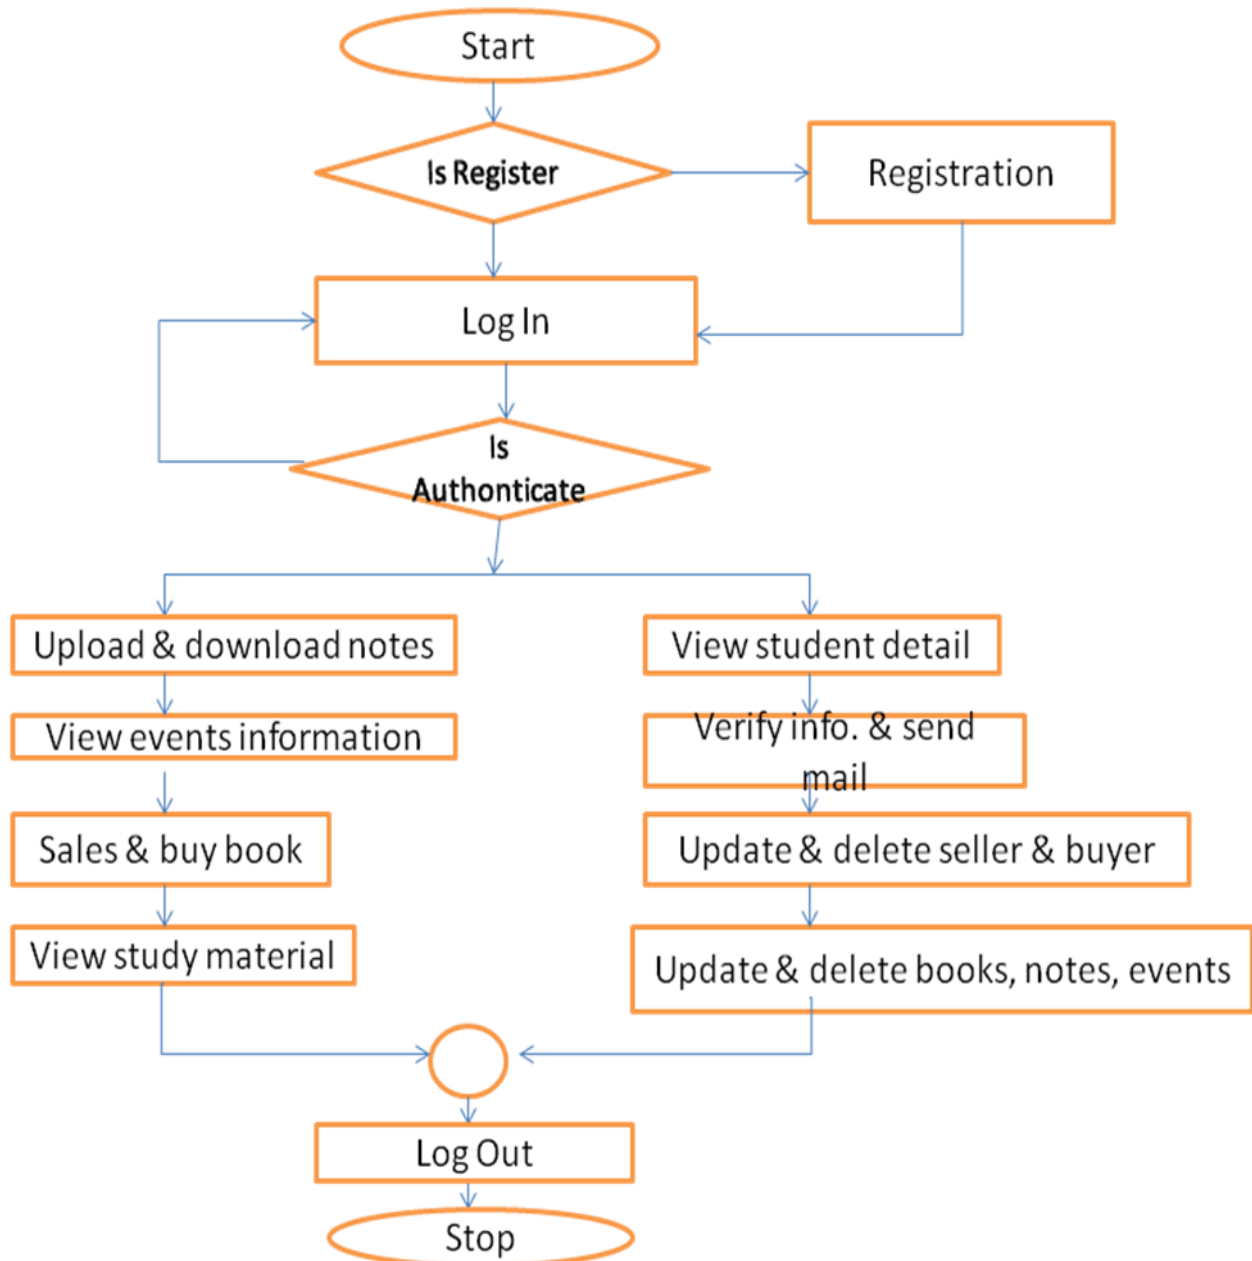 Start
Is Register
Registration
Log In
Is
Authonticate
Upload & download notes
View student detail
View events information
Verify info. & send
mail
Sales & buy book
Update & delete seller & buyer
View study material
Update & delete books, notes, events
Log Out
Stop